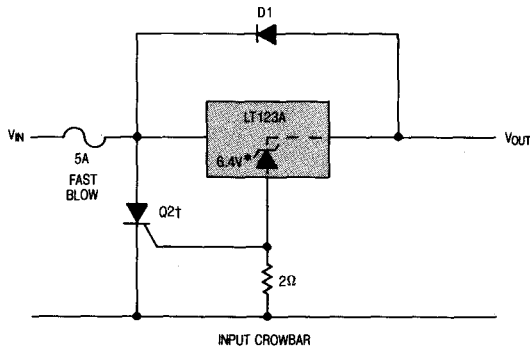 D1
LT123A
VIN
5A
FAST
BLOW
6.4V*
VOUT
Q2†
2Ω
INPUT CROWBAR